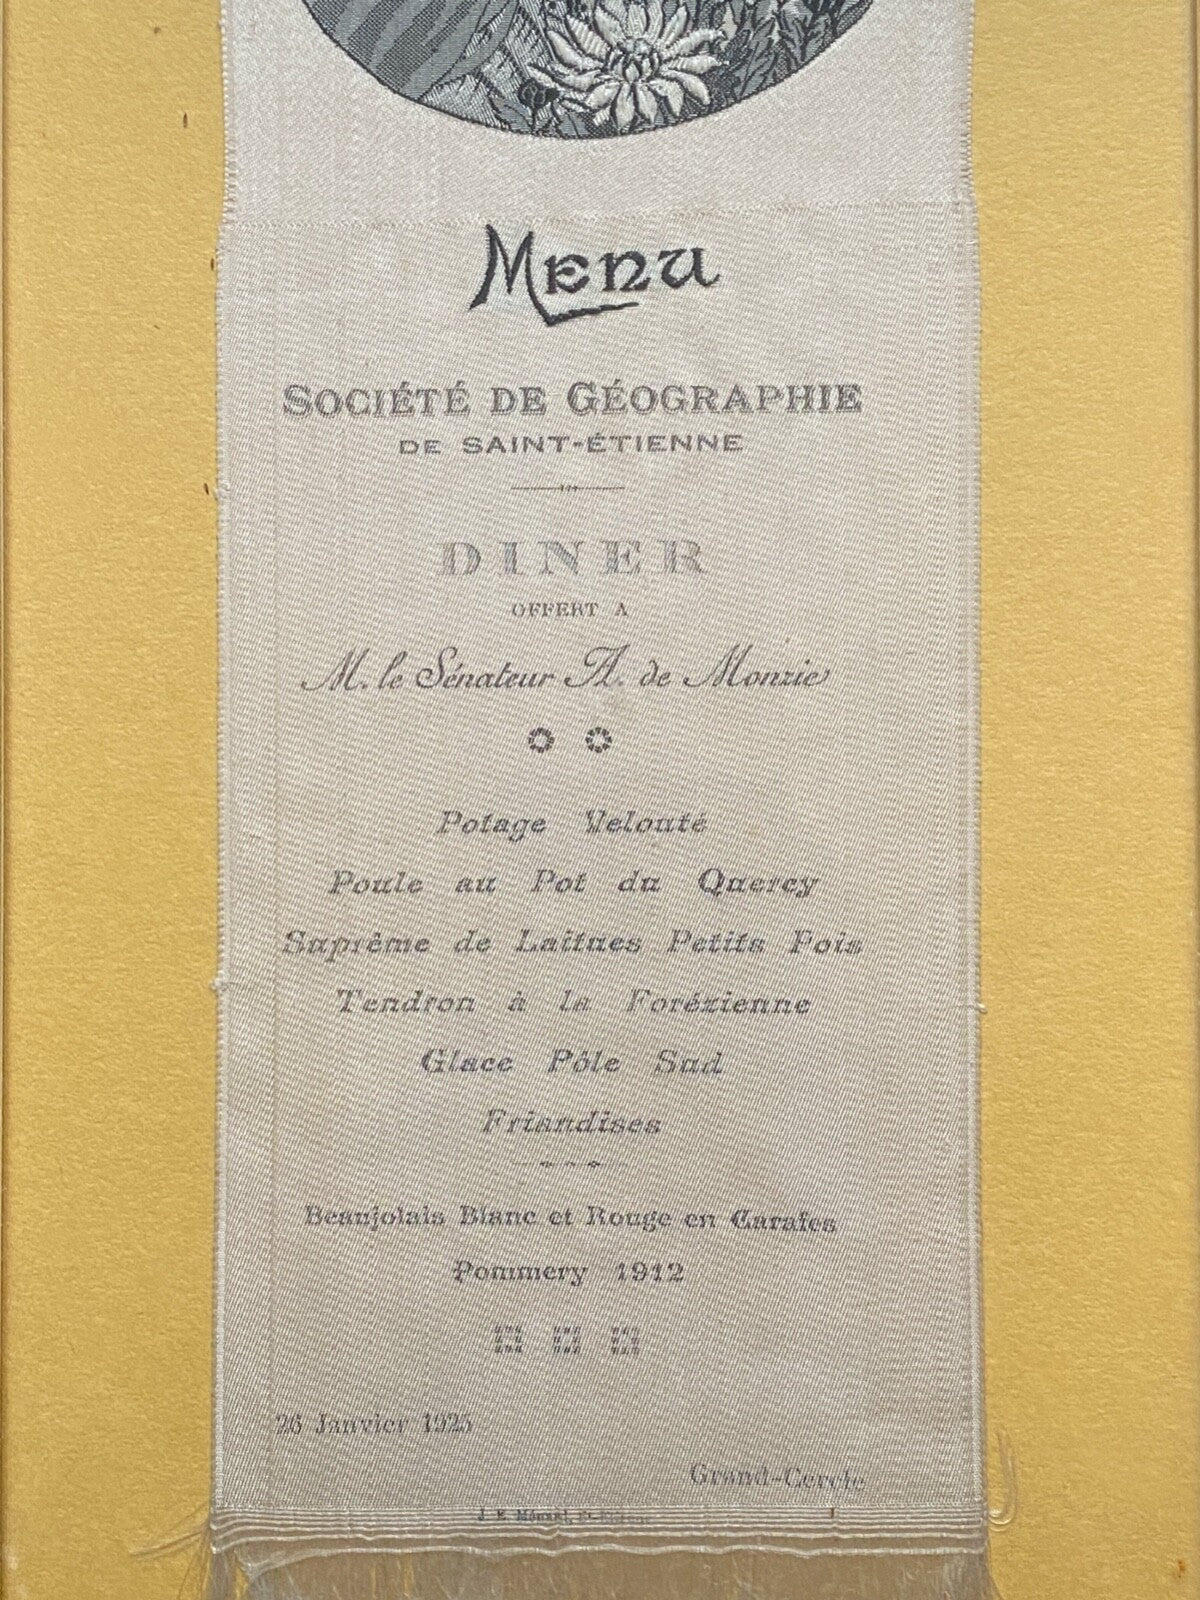 Menu
SOCIÉTÉ DE GÉOGRAPHIE
DE SAINT-ÉTIENNE
DINER
OFFERT A
M. le Sénateur A. de Monzie
Potage Velouté
Poule au Pot du Quercy
Suprême de Laitues Petits Pois
Tendron à la Forézienne
Glace Pôle Sud
Friandises
Beaujolais Blanc et Rouge en Carafes
Pommery 1912
26 Janvier 1925
Grand-Cercle